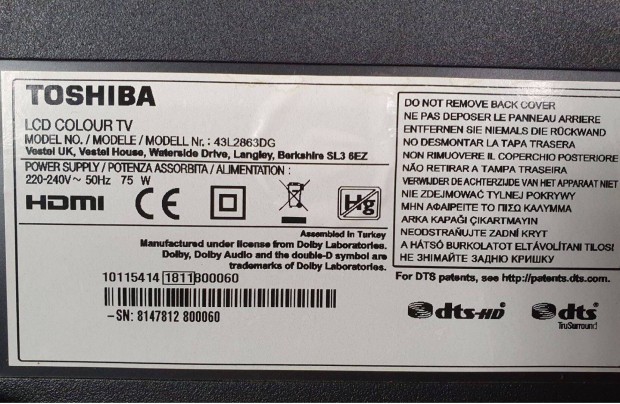 TOSHIBA
LCD COLOUR TV
MODEL NO. / MODELE / MODELL Nr. : 43L2863DG
Vestel UK, Vestel House, Waterside Drive, Langley, Berkshire SL3 6EZ
POWER SUPPLY / POTENZA ASSORBITA / ALIMENTATION :
220-240V~ 50Hz 75 W
HDMI CE Hg
Assembled in Turkey
Manufactured under license from Dolby Laboratories.
Dolby, Dolby Audio and the double-D symbol are
trademarks of Dolby Laboratories.
10115414 1811800060
-SN: 8147812 800060
DO NOT REMOVE BACK COVER
NE PAS DEPOSER LE PANNEAU ARRIERE
ENTFERNEN SIE NIEMALS DIE RÜCKWAND
NO DESMONTAR LA TAPA TRASERA
NON RIMUOVERE IL COPERCHIO POSTERIORE
NÃO RETIRAR A TAMPA TRASEIRA
VERWIJDER DE ACHTERZIJDE VAN HET APPARAAT NIET
NIE ZDEJMOWAĆ TYLNEJ POKRYWY
ΜΗΝ ΑΦΑΙΡΕΙΤΕ ΤΟ ΠΙΣΩ ΚΑΛΥΜΜΑ
ARKA KAPAĞI ÇIKARTMAYIN
NEODSTRAŇUJTE ZADNÍ KRYT
A HÁTSÓ BURKOLATOT ELTÁVOLÍTANI TILOS!
НЕ ЗНІМАЙТЕ ЗАДНЮ КРИШКУ
For DTS patents, see http://patents.dts.com.
dts-HD dts
TruSurround